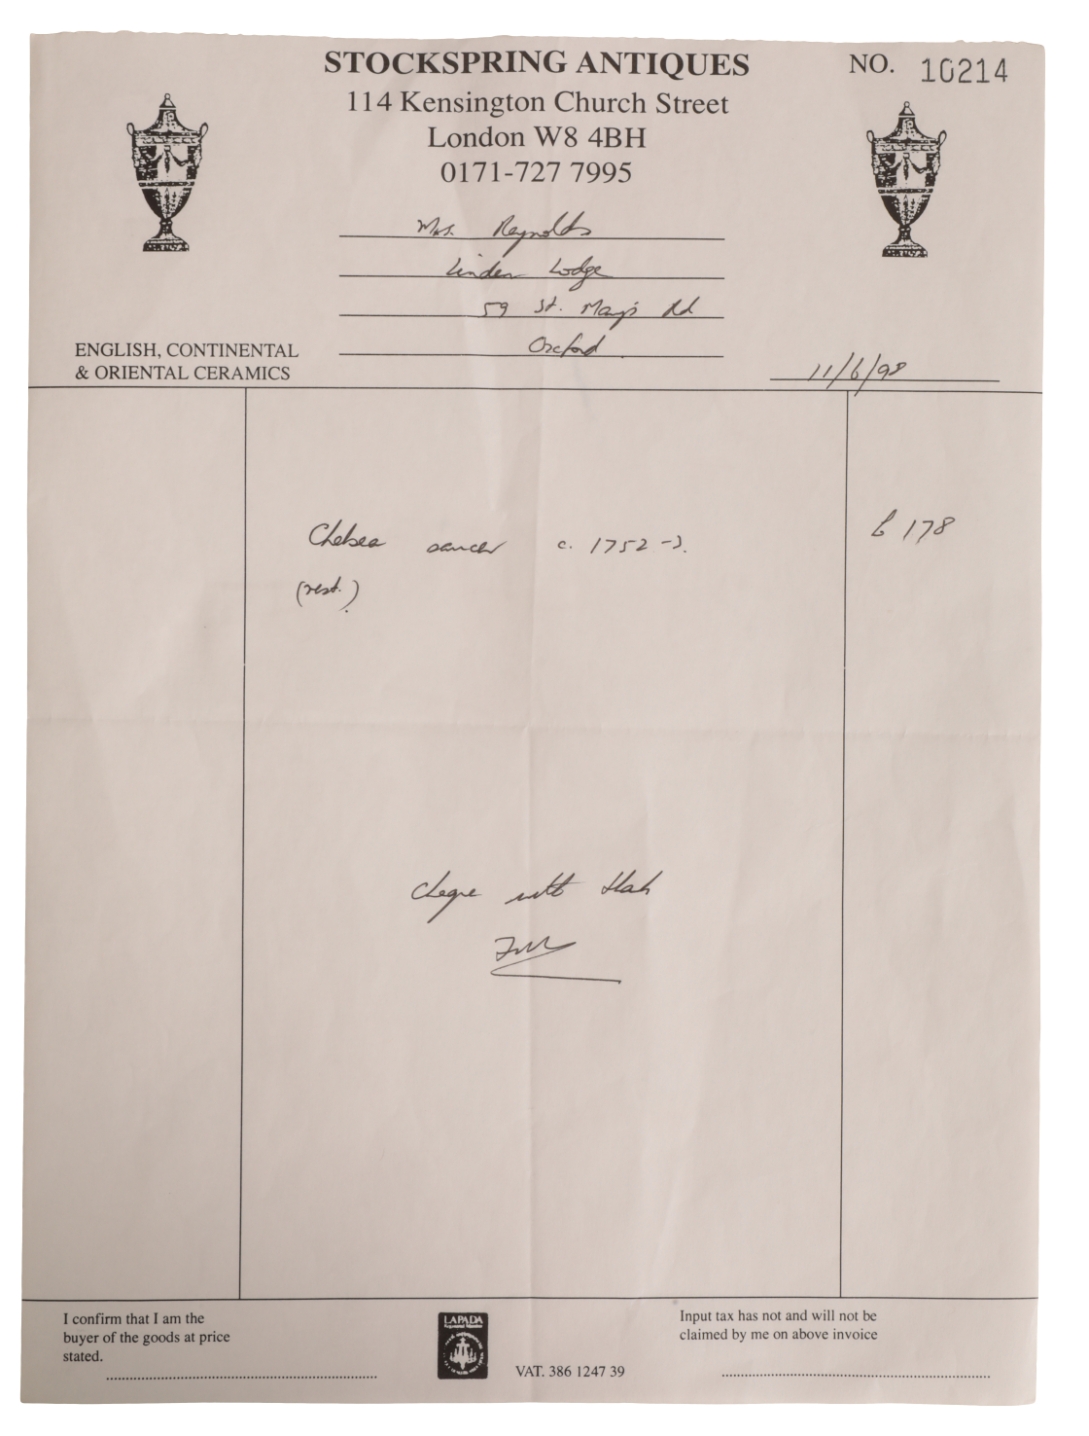 STOCKSPRING ANTIQUES
NO. 10214
114 Kensington Church Street
London W8 4BH
0171-727 7995
Mrs. Reynolds
Linden Lodge
59 St. Mary's Rd
Oxford
ENGLISH, CONTINENTAL
& ORIENTAL CERAMICS
11/6/98
Chelsea saucer c. 1752-3. £178
(rest.)
Cheque with thanks
I confirm that I am the
buyer of the goods at price
stated.
LAPADA
VAT. 386 1247 39
Input tax has not and will not be
claimed by me on above invoice